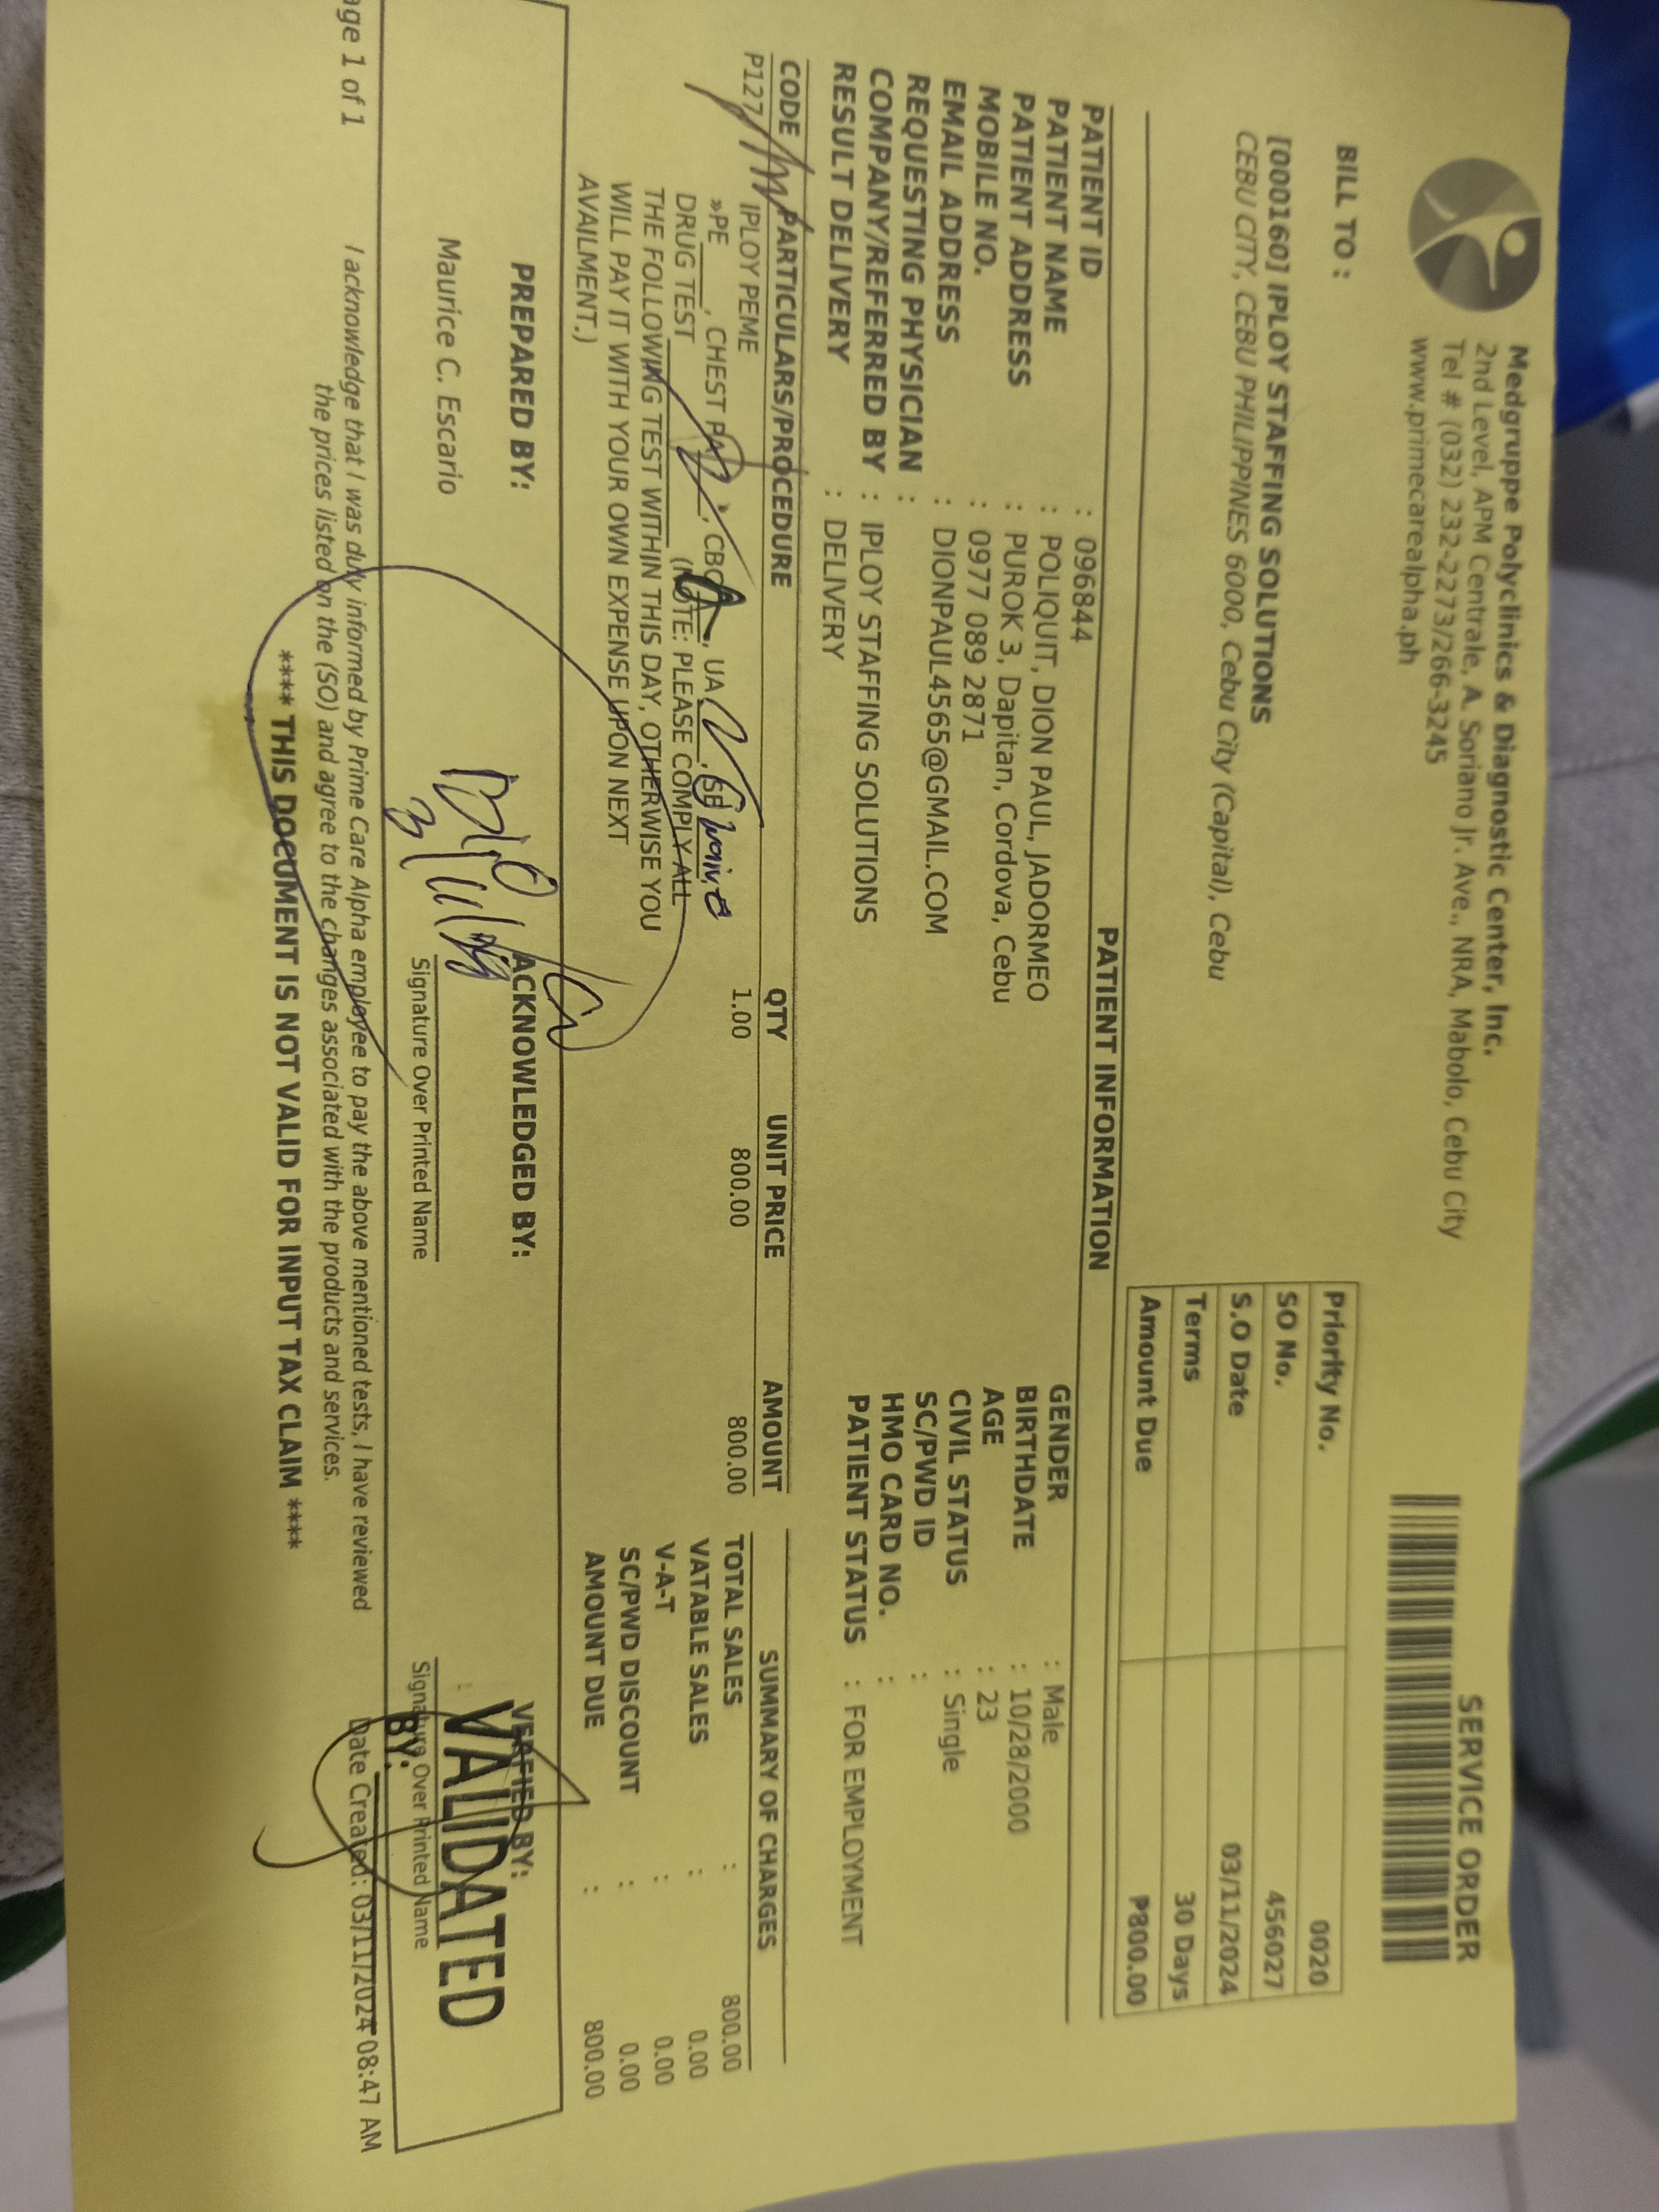 Medgruppe Polyclinics & Diagnostic Center, Inc.
2nd Level, APM Centrale, A. Soriano Jr. Ave., NRA, Mabolo, Cebu City
Tel # (032) 232-2273/266-3245
www.primecarealpha.ph
SERVICE ORDER
BILL TO :
[000160] IPLOY STAFFING SOLUTIONS
CEBU CITY, CEBU PHILIPPINES 6000, Cebu City (Capital), Cebu
Priority No. 0020
SO No. 456027
S.O Date 03/11/2024
Terms 30 Days
Amount Due ₱800.00
PATIENT INFORMATION
PATIENT ID : 096844
PATIENT NAME : POLIQUIT, DION PAUL, JADORMEO
PATIENT ADDRESS : PUROK 3, Dapitan, Cordova, Cebu
MOBILE NO. : 0977 089 2871
EMAIL ADDRESS : DIONPAUL4565@GMAIL.COM
REQUESTING PHYSICIAN :
COMPANY/REFERRED BY : IPLOY STAFFING SOLUTIONS
RESULT DELIVERY : DELIVERY
GENDER : Male
BIRTHDATE : 10/28/2000
AGE : 23
CIVIL STATUS : Single
SC/PWD ID :
HMO CARD NO. :
PATIENT STATUS : FOR EMPLOYMENT
CODE PARTICULARS/PROCEDURE QTY UNIT PRICE AMOUNT
P127 IPLOY PEME 1.00 800.00 800.00
»PE____, CHEST PA____, CBC____, UA____, SE
DRUG TEST____ (NOTE: PLEASE COMPLY ALL
THE FOLLOWING TEST WITHIN THIS DAY, OTHERWISE YOU
WILL PAY IT WITH YOUR OWN EXPENSE UPON NEXT
AVAILMENT.)
SUMMARY OF CHARGES
TOTAL SALES : 800.00
VATABLE SALES : 0.00
V-A-T : 0.00
SC/PWD DISCOUNT : 0.00
AMOUNT DUE : 800.00
PREPARED BY:
Maurice C. Escario
ACKNOWLEDGED BY:
Signature Over Printed Name
VERIFIED BY:
VALIDATED
Signature Over Printed Name
BY:
I acknowledge that I was duly informed by Prime Care Alpha employee to pay the above mentioned tests, I have reviewed
the prices listed on the (SO) and agree to the changes associated with the products and services.
age 1 of 1
Date Created: 03/11/2024 08:47 AM
**** THIS DOCUMENT IS NOT VALID FOR INPUT TAX CLAIM ****